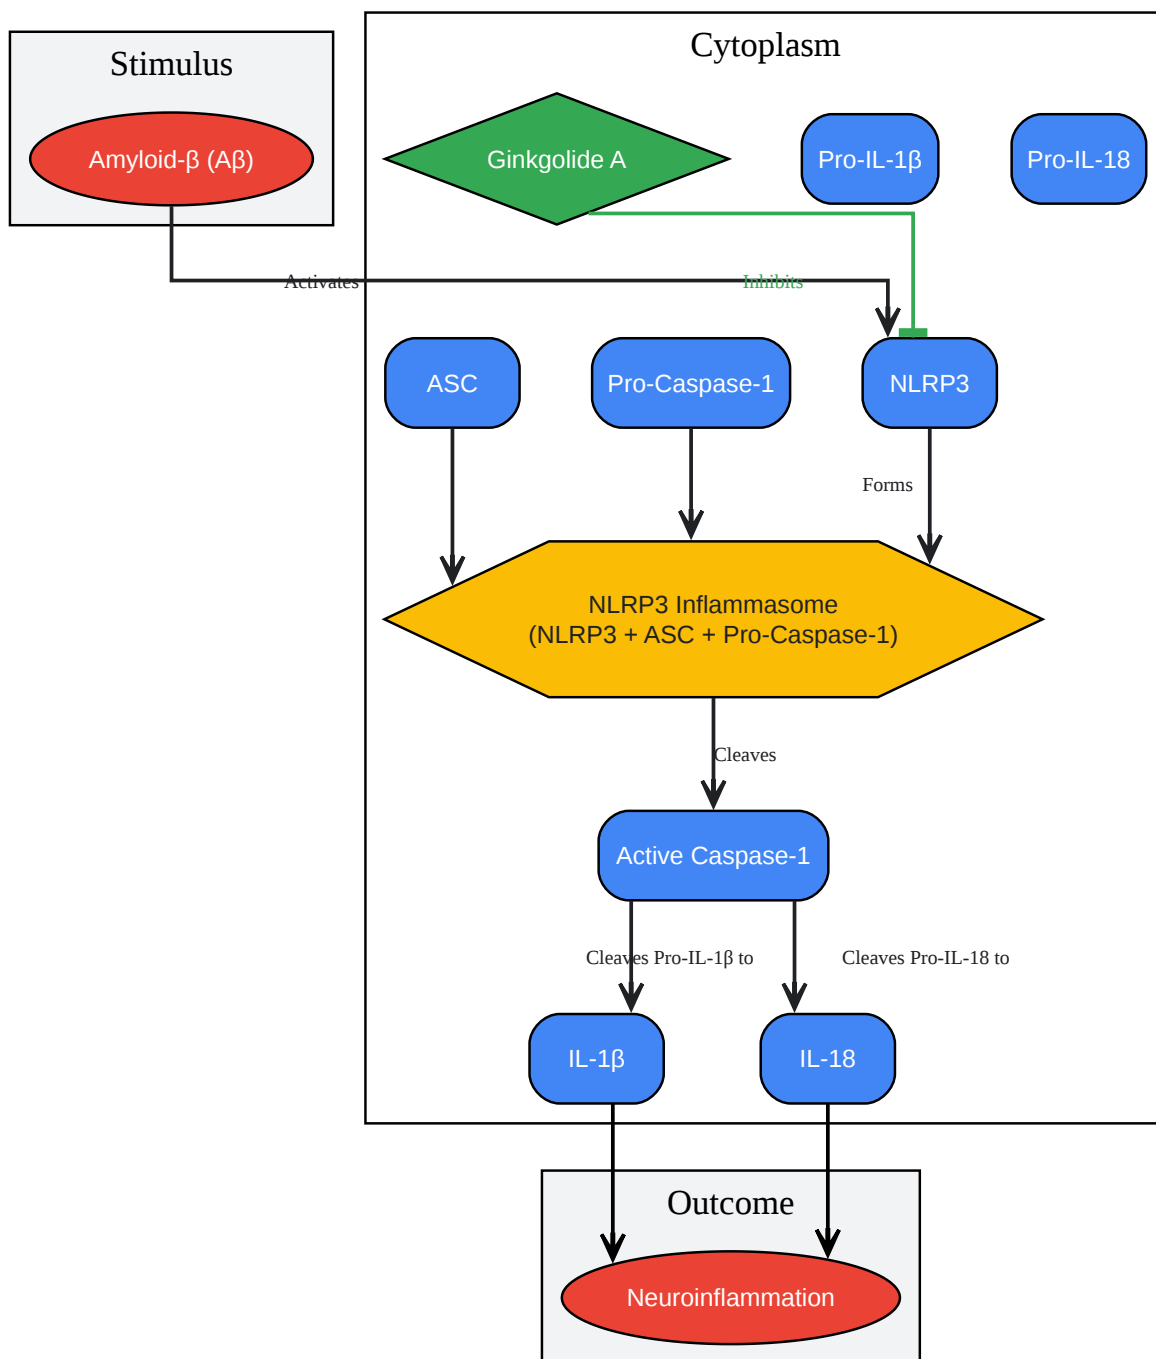 Stimulus
Cytoplasm
Amyloid-β (Aβ)
Ginkgolide A
Pro-IL-1β
Pro-IL-18
Activates
Inhibits
ASC
Pro-Caspase-1
NLRP3
Forms
NLRP3 Inflammasome
(NLRP3 + ASC + Pro-Caspase-1)
Cleaves
Active Caspase-1
Cleaves Pro-IL-1β to
Cleaves Pro-IL-18 to
IL-1β
IL-18
Outcome
Neuroinflammation